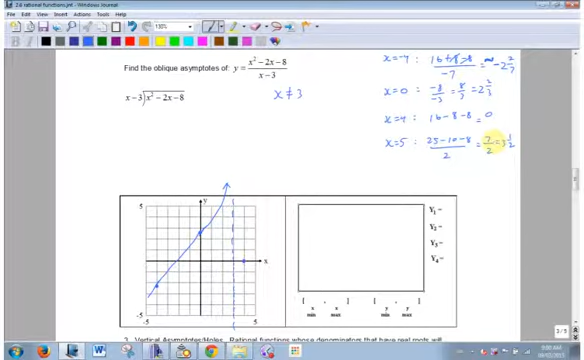 2.6 rational functions.jnt - Windows Journal
File Edit View Insert Actions Tools Help
130%
Find the oblique asymptotes of: y = (x² − 2x − 8)/(x − 3)
x − 3 ) x² − 2x − 8
x ≠ 3
x=-4 : (16+8-8)/-7 = -2 2/7
x=0 : -8/-3 = 8/3 = 2 2/3
x=4 : 16-8-8 = 0
x=5 : (25-10-8)/2 = 7/2 = 3 1/2
5
y
x
-5
-5
5
Y1 =
Y2 =
Y3 =
Y4 =
[ , ] [ , ]
x x y y
min max min max
2. Vertical Asymptotes/Holes. Rational functions whose denominators that have real roots will